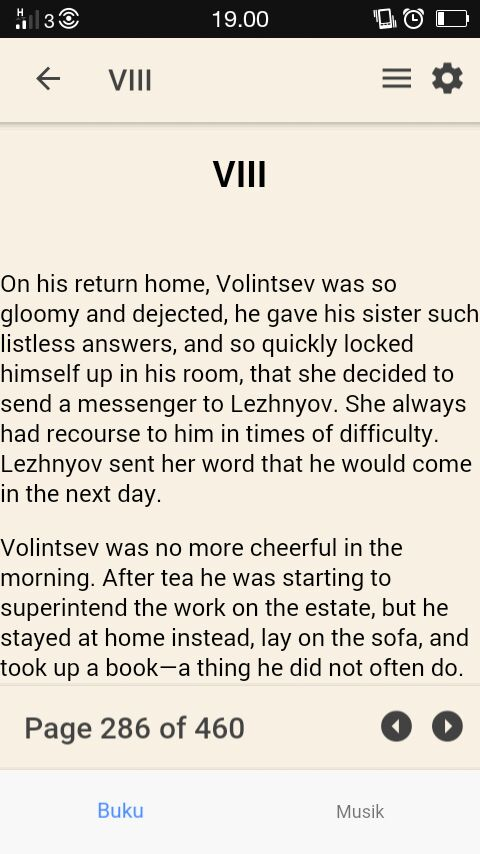 H
3
19.00
VIII
VIII
On his return home, Volintsev was so
gloomy and dejected, he gave his sister such
listless answers, and so quickly locked
himself up in his room, that she decided to
send a messenger to Lezhnyov. She always
had recourse to him in times of difficulty.
Lezhnyov sent her word that he would come
in the next day.
Volintsev was no more cheerful in the
morning. After tea he was starting to
superintend the work on the estate, but he
stayed at home instead, lay on the sofa, and
took up a book—a thing he did not often do.
Page 286 of 460
Buku
Musik